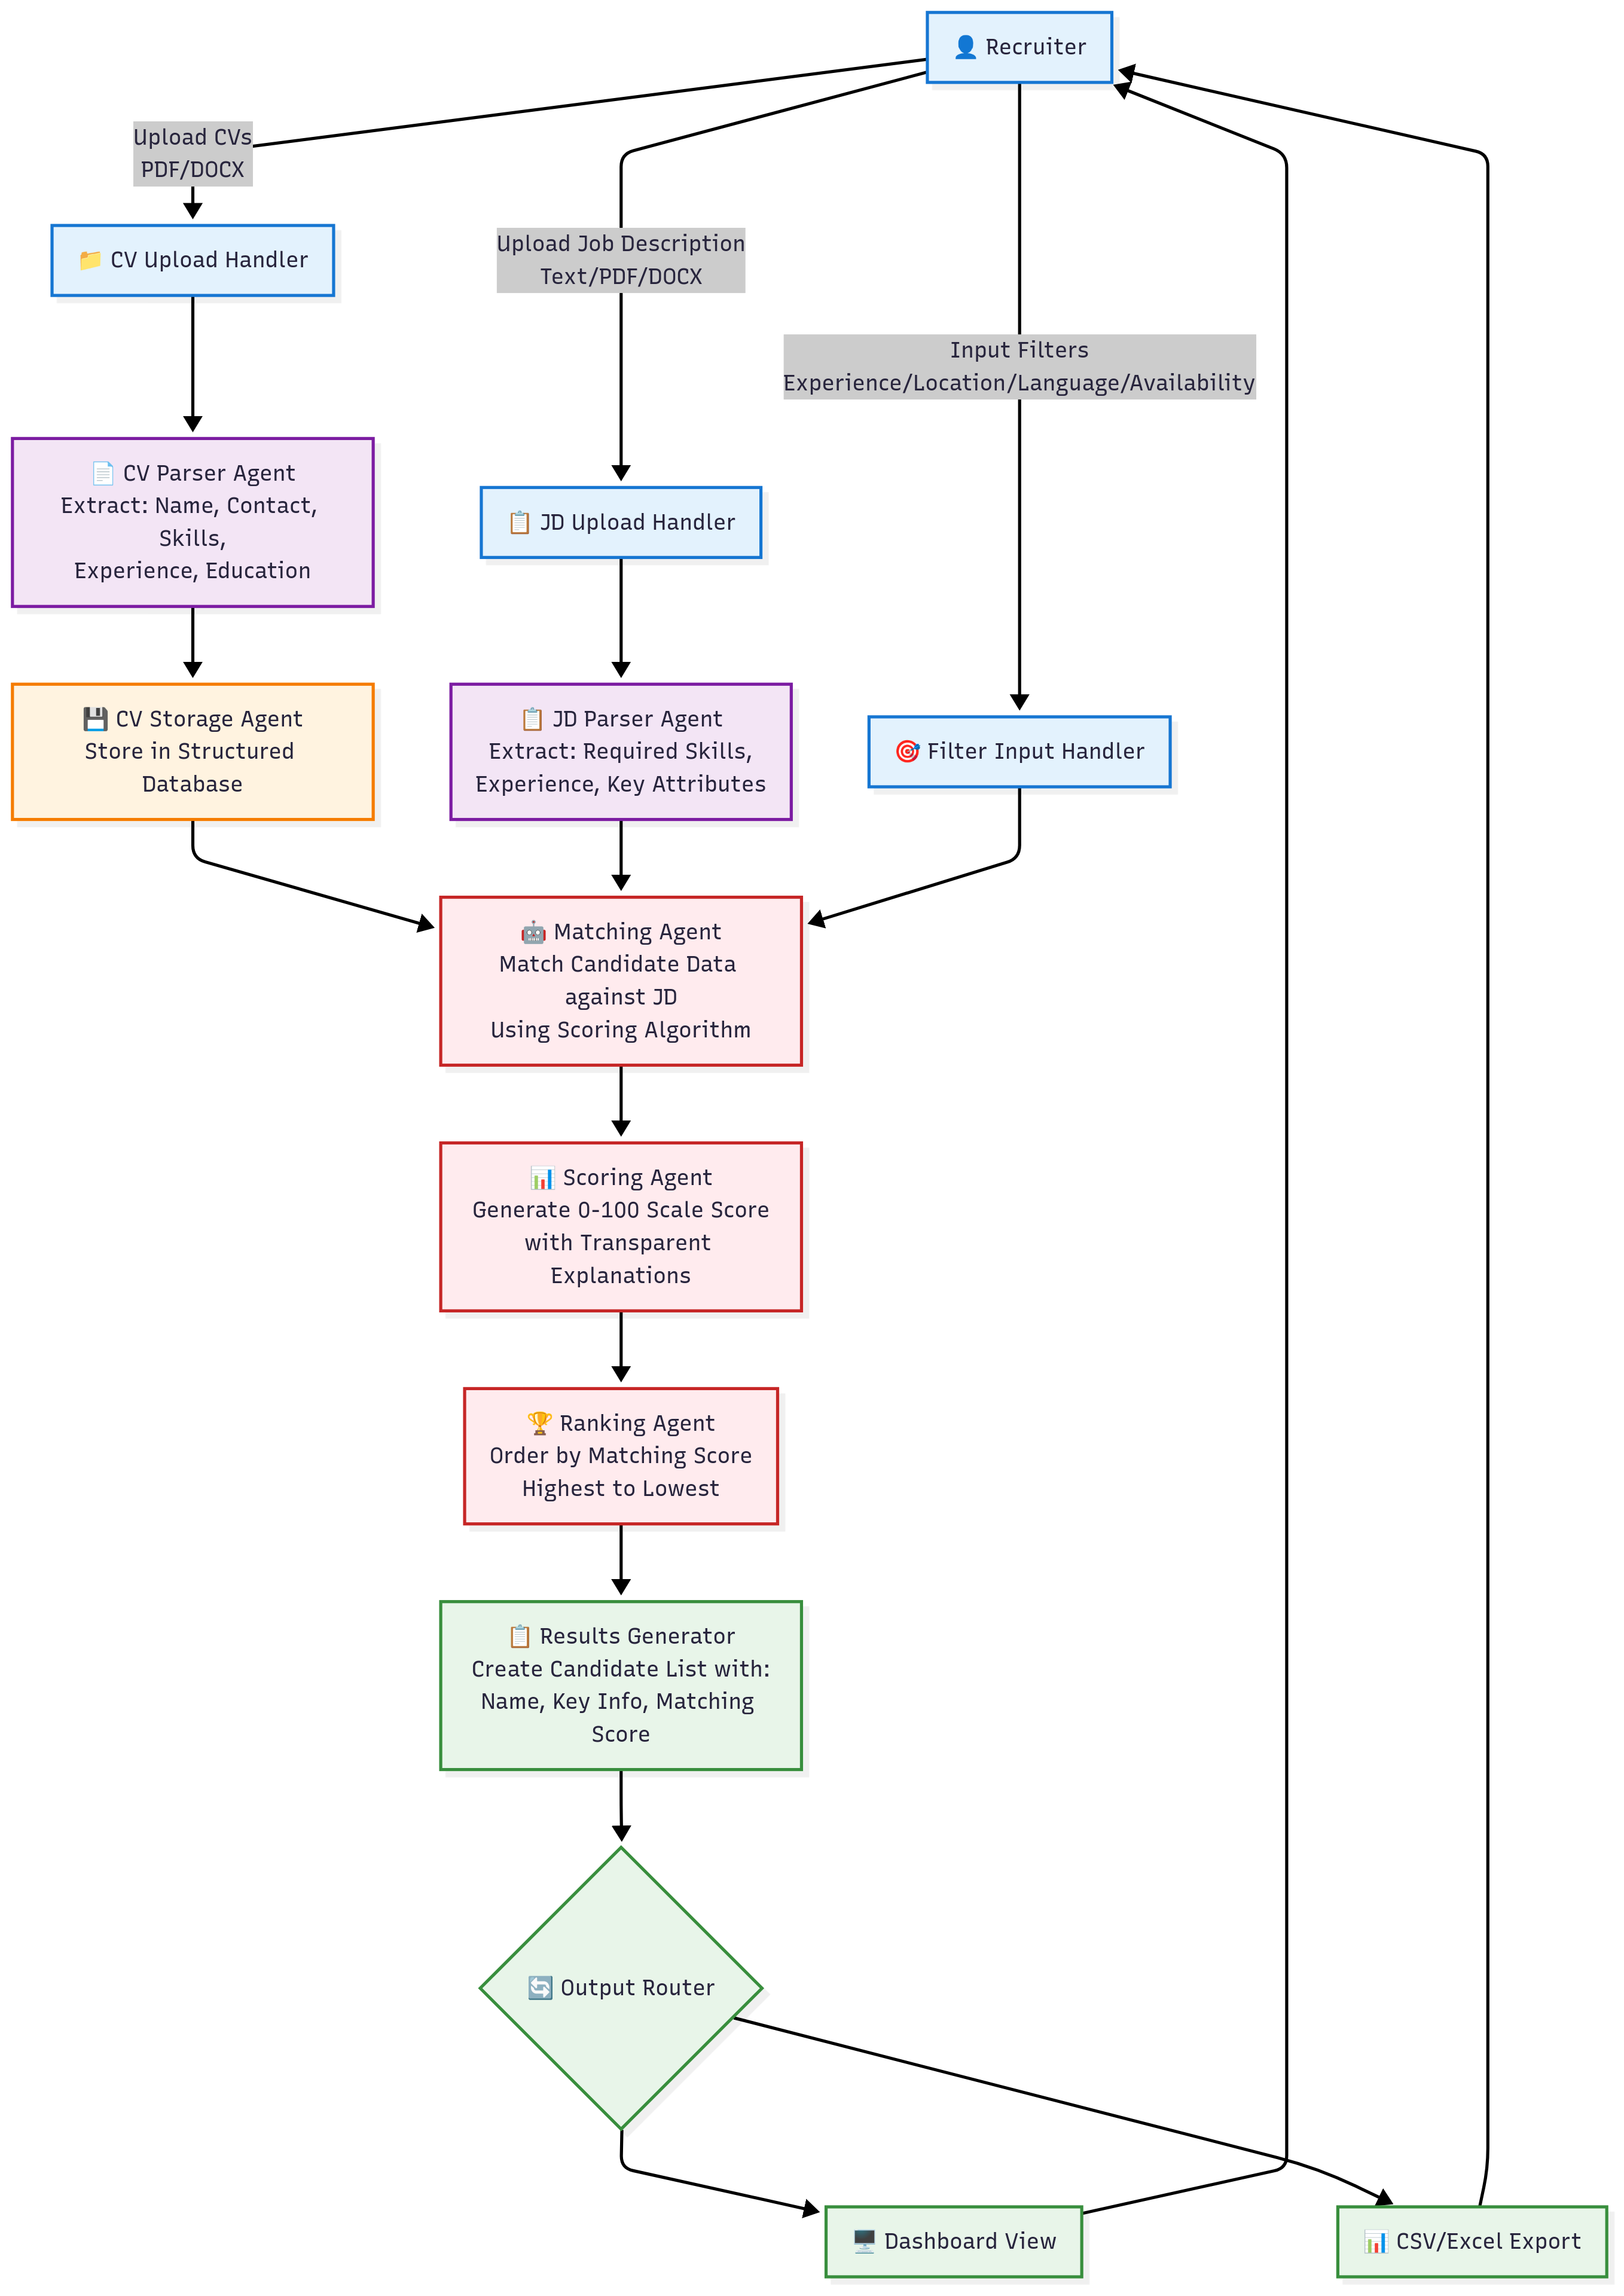 Recruiter
Upload CVs
PDF/DOCX
CV Upload Handler
Upload Job Description
Text/PDF/DOCX
Input Filters
Experience/Location/Language/Availability
CV Parser Agent
Extract: Name, Contact,
Skills,
Experience, Education
JD Upload Handler
CV Storage Agent
Store in Structured
Database
JD Parser Agent
Extract: Required Skills,
Experience, Key Attributes
Filter Input Handler
Matching Agent
Match Candidate Data
against JD
Using Scoring Algorithm
Scoring Agent
Generate 0-100 Scale Score
with Transparent
Explanations
Ranking Agent
Order by Matching Score
Highest to Lowest
Results Generator
Create Candidate List with:
Name, Key Info, Matching
Score
Output Router
Dashboard View
CSV/Excel Export